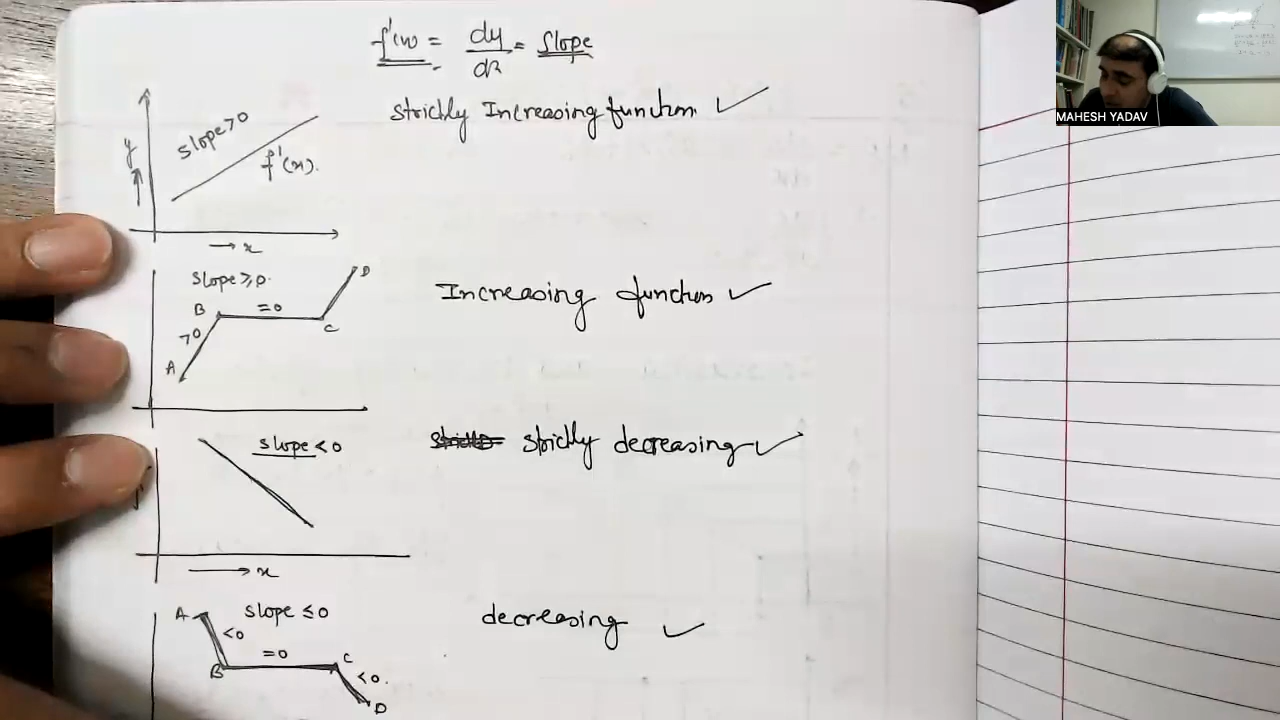 f'(x) = dy/dx = slope
strictly Increasing function ✓
slope>0
f'(x).
y
→ x
slope ≥ 0.
Increasing function ✓
A >0 B =0 C D
slope < 0
strictly decreasing ✓
→ x
slope ≤ 0
decreasing ✓
A <0 B =0 C <0. D
MAHESH YADAV